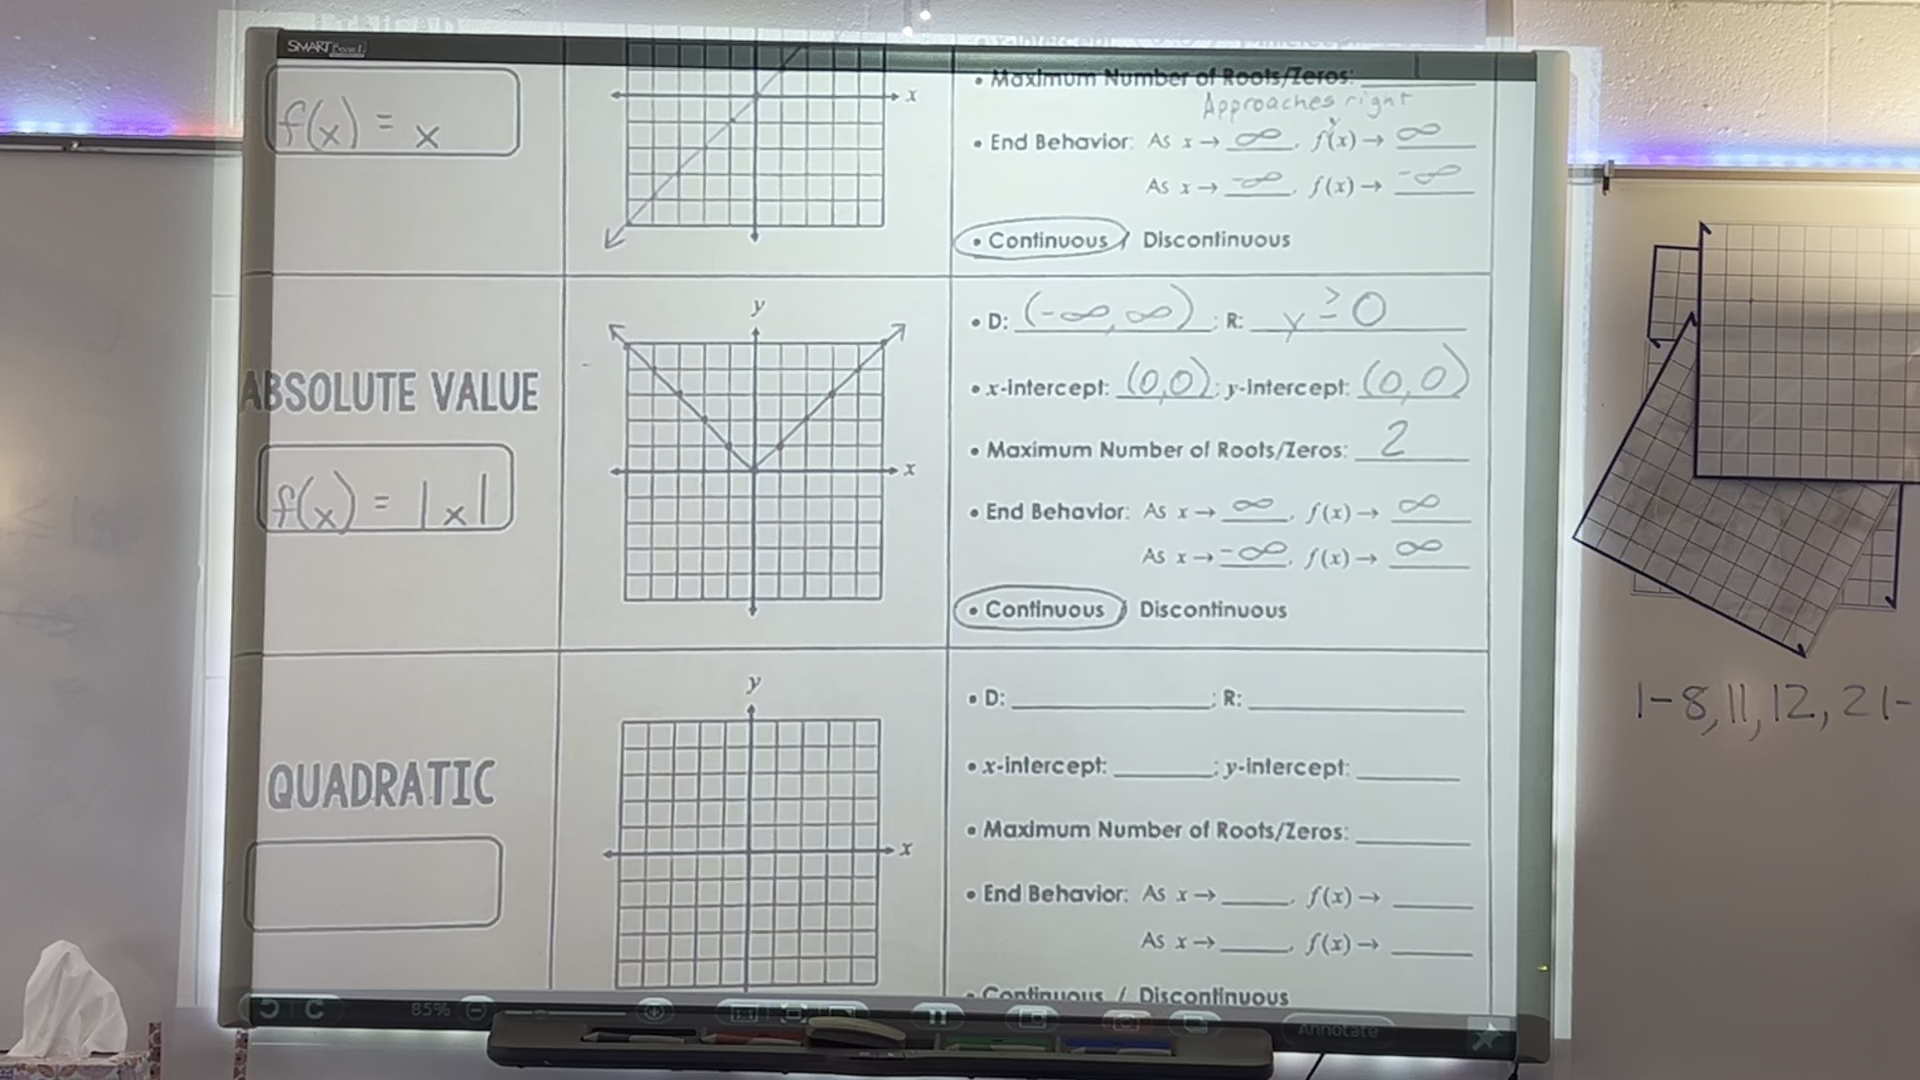 SMART Board
• Maximum Number of Roots/Zeros:
Approaches right
f(x) = x
x
• End Behavior: As x → ∞, f(x) → ∞
As x → -∞, f(x) → -∞
• Continuous / Discontinuous
y
• D: (-∞, ∞) ; R: y ≥ 0
ABSOLUTE VALUE
• x-intercept: (0,0) ; y-intercept: (0,0)
• Maximum Number of Roots/Zeros: 2
x
f(x) = |x|
• End Behavior: As x → ∞, f(x) → ∞
As x → -∞, f(x) → ∞
• Continuous / Discontinuous
y
• D: ; R:
QUADRATIC
• x-intercept: ; y-intercept:
• Maximum Number of Roots/Zeros:
x
• End Behavior: As x → , f(x) →
As x → , f(x) →
• Continuous / Discontinuous
85%
1:1
Annotate
1-8, 11, 12, 21-